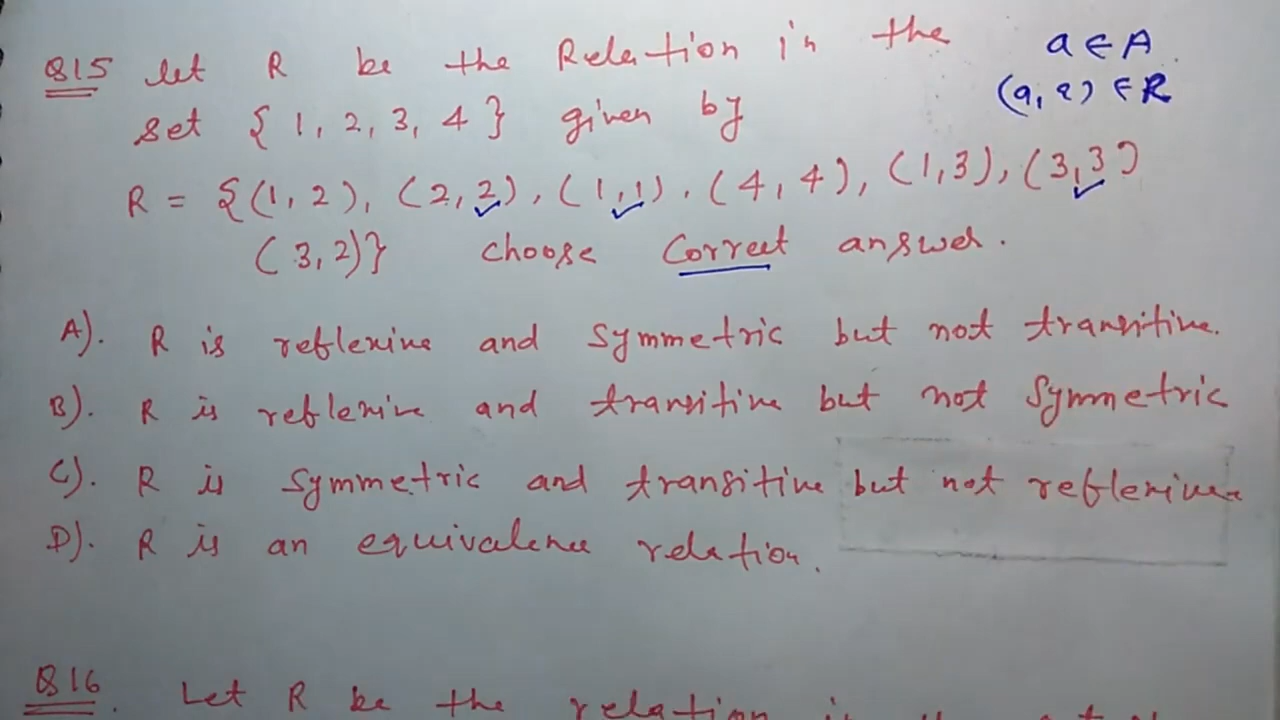 Q15 let R be the Relation in the
a ∈ A
set { 1, 2, 3, 4 } given by
(a, a) ∈ R
R = {(1, 2), (2, 2), (1, 1), (4, 4), (1, 3), (3, 3)
(3, 2)} choose Correct answer.
A). R is reflexive and Symmetric but not transitive.
B). R is reflexive and transitive but not Symmetric
C). R is Symmetric and transitive but not reflexive
D). R is an equivalence relation.
Q16. Let R be the relation in